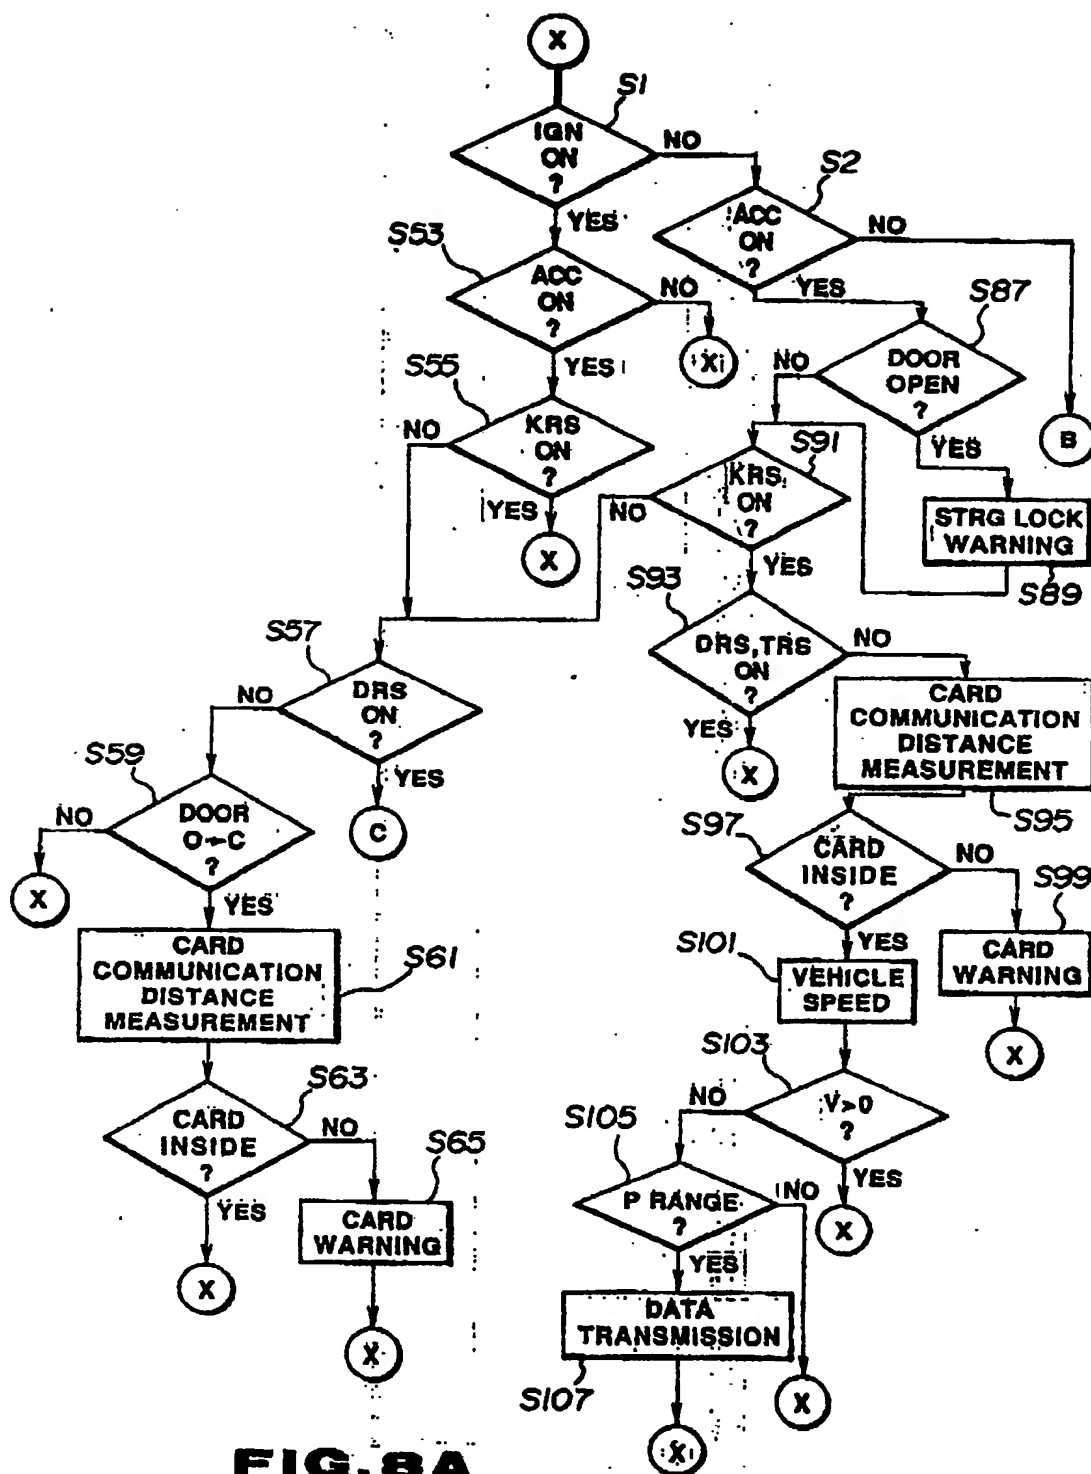 X
S1
IGN
ON
?
NO
YES
S2
ACC
ON
?
NO
YES
S53
ACC
ON
?
NO
X
YES
S87
DOOR
OPEN
?
NO
YES
B
S55
KRS
ON
?
NO
YES
X
S91
KRS
ON
?
NO
YES
STRG LOCK
WARNING
S89
S93
DRS, TRS
ON
?
NO
YES
X
S57
DRS
ON
?
NO
YES
C
CARD
COMMUNICATION
DISTANCE
MEASUREMENT
S95
S59
DOOR
O←C
?
NO
X
YES
S97
CARD
INSIDE
?
NO
YES
S99
CARD
WARNING
X
CARD
COMMUNICATION
DISTANCE
MEASUREMENT
S61
S101
VEHICLE
SPEED
S103
V>0
?
NO
YES
X
S63
CARD
INSIDE
?
NO
YES
X
S65
CARD
WARNING
X
S105
P RANGE
?
NO
YES
X
DATA
TRANSMISSION
S107
X
FIG. 8A